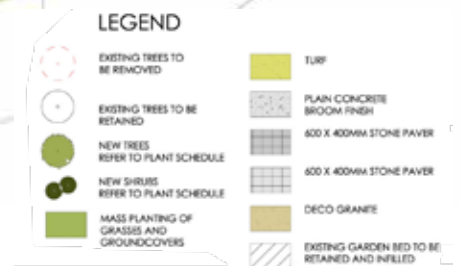 LEGEND
EXISTING TREES TO
BE REMOVED
EXISTING TREES TO BE
RETAINED
NEW TREES
REFER TO PLANT SCHEDULE
NEW SHRUBS
REFER TO PLANT SCHEDULE
MASS PLANTING OF
GRASSES AND
GROUNDCOVERS
TURF
PLAIN CONCRETE
BROOM FINISH
600 X 400MM STONE PAVER
600 X 400MM STONE PAVER
DECO GRANITE
EXISTING GARDEN BED TO BE
RETAINED AND INFILLED